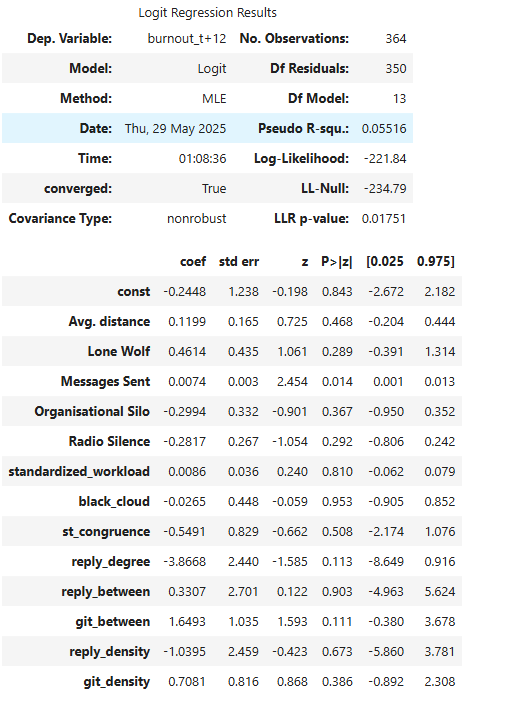 Logit Regression Results
Dep. Variable: burnout_t+12 No. Observations: 364
Model: Logit Df Residuals: 350
Method: MLE Df Model: 13
Date: Thu, 29 May 2025 Pseudo R-squ.: 0.05516
Time: 01:08:36 Log-Likelihood: -221.84
converged: True LL-Null: -234.79
Covariance Type: nonrobust LLR p-value: 0.01751
coef std err z P>|z| [0.025 0.975]
const -0.2448 1.238 -0.198 0.843 -2.672 2.182
Avg. distance 0.1199 0.165 0.725 0.468 -0.204 0.444
Lone Wolf 0.4614 0.435 1.061 0.289 -0.391 1.314
Messages Sent 0.0074 0.003 2.454 0.014 0.001 0.013
Organisational Silo -0.2994 0.332 -0.901 0.367 -0.950 0.352
Radio Silence -0.2817 0.267 -1.054 0.292 -0.806 0.242
standardized_workload 0.0086 0.036 0.240 0.810 -0.062 0.079
black_cloud -0.0265 0.448 -0.059 0.953 -0.905 0.852
st_congruence -0.5491 0.829 -0.662 0.508 -2.174 1.076
reply_degree -3.8668 2.440 -1.585 0.113 -8.649 0.916
reply_between 0.3307 2.701 0.122 0.903 -4.963 5.624
git_between 1.6493 1.035 1.593 0.111 -0.380 3.678
reply_density -1.0395 2.459 -0.423 0.673 -5.860 3.781
git_density 0.7081 0.816 0.868 0.386 -0.892 2.308